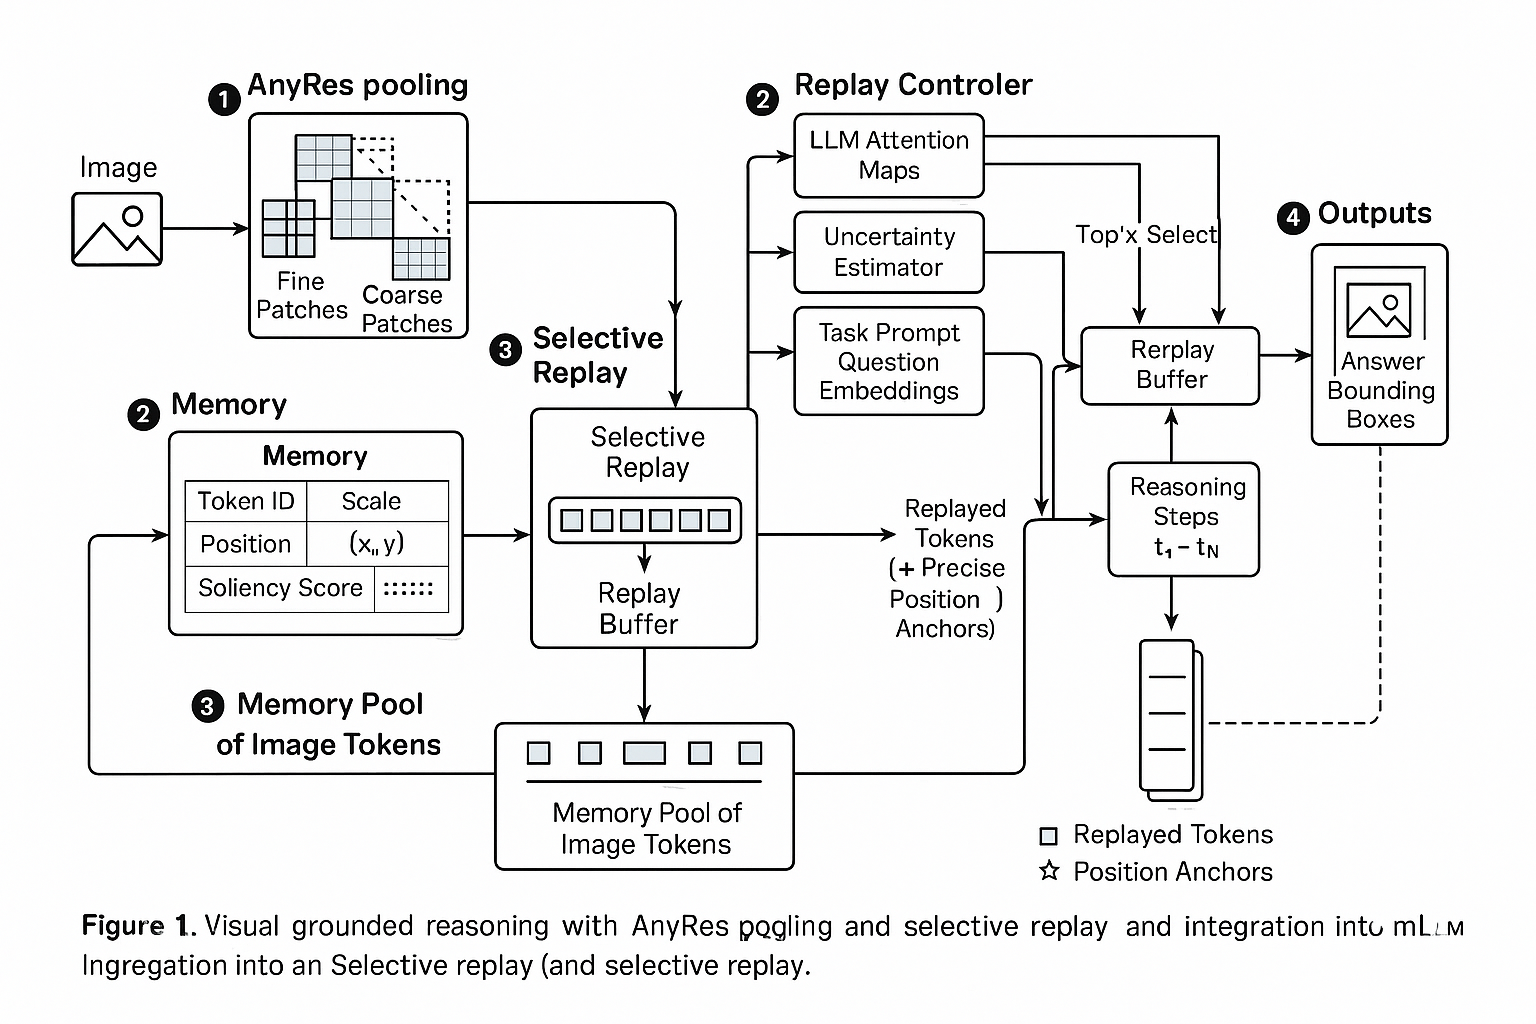 1 AnyRes pooling
Image
Fine
Patches
Coarse
Patches
2 Replay Controler
LLM Attention
Maps
Uncertainty
Estimator
Task Prompt
Question
Embeddings
Top'x Select
Rerplay
Buffer
4 Outputs
Answer
Bounding
Boxes
3 Selective
Replay
Selective
Replay
Replay
Buffer
2 Memory
Memory
Token ID Scale
Position (x,, y)
Soliency Score
Replayed
Tokens
(+ Precise
Position )
Anchors)
Reasoning
Steps
t₁ – tN
3 Memory Pool
of Image Tokens
Memory Pool of
Image Tokens
Replayed Tokens
Position Anchors
Figure 1. Visual grounded reasoning with AnyRes pogling and selective replay and integration into mLLM
Ingregation into an Selective replay (and selective replay.